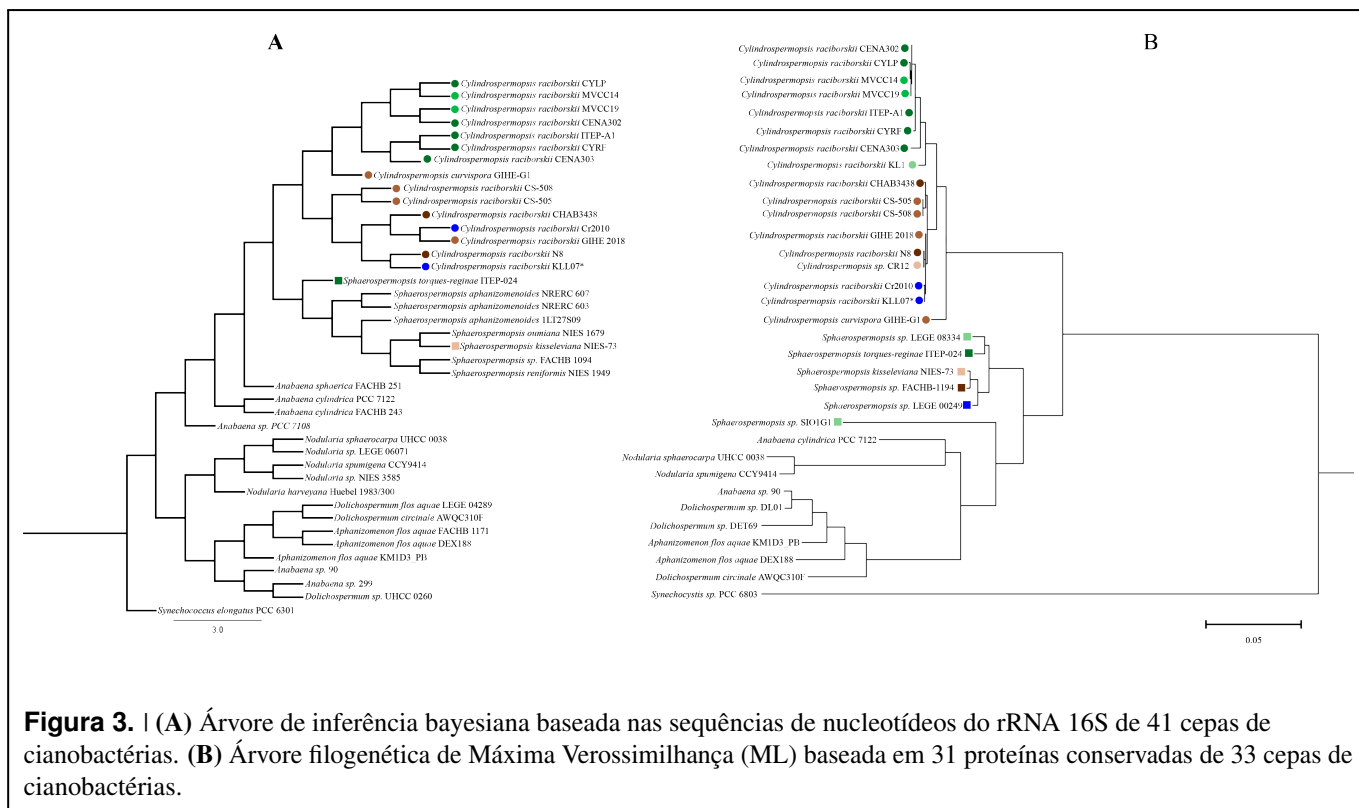 A
Cylindrospermopsis raciborskii CYLP
Cylindrospermopsis raciborskii MVCC14
Cylindrospermopsis raciborskii MVCC19
Cylindrospermopsis raciborskii CENA302
Cylindrospermopsis raciborskii ITEP-A1
Cylindrospermopsis raciborskii CYRF
Cylindrospermopsis raciborskii CENA303
Cylindrospermopsis curvispora GIHE-G1
Cylindrospermopsis raciborskii CS-508
Cylindrospermopsis raciborskii CS-505
Cylindrospermopsis raciborskii CHAB3438
Cylindrospermopsis raciborskii Cr2010
Cylindrospermopsis raciborskii GIHE 2018
Cylindrospermopsis raciborskii N8
Cylindrospermopsis raciborskii KLL07*
Sphaerospermopsis torques-reginae ITEP-024
Sphaerospermopsis aphanizomenoides NRERC 607
Sphaerospermopsis aphanizomenoides NRERC 603
Sphaerospermopsis aphanizomenoides 1LT27S09
Sphaerospermopsis oumiana NIES 1679
Sphaerospermopsis kisseleviana NIES-73
Sphaerospermopsis sp. FACHB 1094
Sphaerospermopsis reniformis NIES 1949
Anabaena sphaerica FACHB 251
Anabaena cylindrica PCC 7122
Anabaena cylindrica FACHB 243
Anabaena sp. PCC 7108
Nodularia sphaerocarpa UHCC 0038
Nodularia sp. LEGE 06071
Nodularia spumigena CCY9414
Nodularia sp. NIES 3585
Nodularia harveyana Huebel 1983/300
Dolichospermum flos aquae LEGE 04289
Dolichospermum circinale AWQC310F
Aphanizomenon flos aquae FACHB 1171
Aphanizomenon flos aquae DEX188
Aphanizomenon flos aquae KM1D3_PB
Anabaena sp. 90
Anabaena sp. 299
Dolichospermum sp. UHCC 0260
Synechococcus elongatus PCC 6301
3.0
B
Cylindrospermopsis raciborskii CENA302
Cylindrospermopsis raciborskii CYLP
Cylindrospermopsis raciborskii MVCC14
Cylindrospermopsis raciborskii MVCC19
Cylindrospermopsis raciborskii ITEP-A1
Cylindrospermopsis raciborskii CYRF
Cylindrospermopsis raciborskii CENA303
Cylindrospermopsis raciborskii KL1
Cylindrospermopsis raciborskii CHAB3438
Cylindrospermopsis raciborskii CS-505
Cylindrospermopsis raciborskii CS-508
Cylindrospermopsis raciborskii GIHE 2018
Cylindrospermopsis raciborskii N8
Cylindrospermopsis sp. CR12
Cylindrospermopsis raciborskii Cr2010
Cylindrospermopsis raciborskii KLL07*
Cylindrospermopsis curvispora GIHE-G1
Sphaerospermopsis sp. LEGE 08334
Sphaerospermopsis torques-reginae ITEP-024
Sphaerospermopsis kisseleviana NIES-73
Sphaerospermopsis sp. FACHB-1194
Sphaerospermopsis sp. LEGE 00249
Sphaerospermopsis sp. SIO1G1
Anabaena cylindrica PCC 7122
Nodularia sphaerocarpa UHCC 0038
Nodularia spumigena CCY9414
Anabaena sp. 90
Dolichospermum sp. DL01
Dolichospermum sp. DET69
Aphanizomenon flos aquae KM1D3_PB
Aphanizomenon flos aquae DEX188
Dolichospermum circinale AWQC310F
Synechocystis sp. PCC 6803
0.05
Figura 3. | (A) Árvore de inferência bayesiana baseada nas sequências de nucleotídeos do rRNA 16S de 41 cepas de
cianobactérias. (B) Árvore filogenética de Máxima Verossimilhança (ML) baseada em 31 proteínas conservadas de 33 cepas de
cianobactérias.